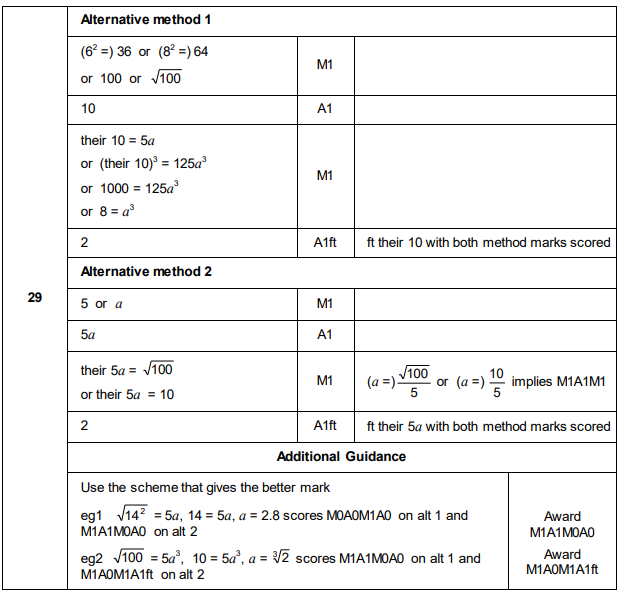 Alternative method 1
(6² =) 36 or (8² =) 64
or 100 or √100
M1
10
A1
their 10 = 5a
or (their 10)³ = 125a³
or 1000 = 125a³
or 8 = a³
M1
2
A1ft
ft their 10 with both method marks scored
Alternative method 2
29
5 or a
M1
5a
A1
their 5a = √100
or their 5a = 10
M1
(a =) √100/5 or (a =) 10/5 implies M1A1M1
2
A1ft
ft their 5a with both method marks scored
Additional Guidance
Use the scheme that gives the better mark
eg1 √14² = 5a, 14 = 5a, a = 2.8 scores M0A0M1A0 on alt 1 and
M1A1M0A0 on alt 2
Award
M1A1M0A0
eg2 √100 = 5a³, 10 = 5a³, a = ∛2 scores M1A1M0A0 on alt 1 and
M1A0M1A1ft on alt 2
Award
M1A0M1A1ft